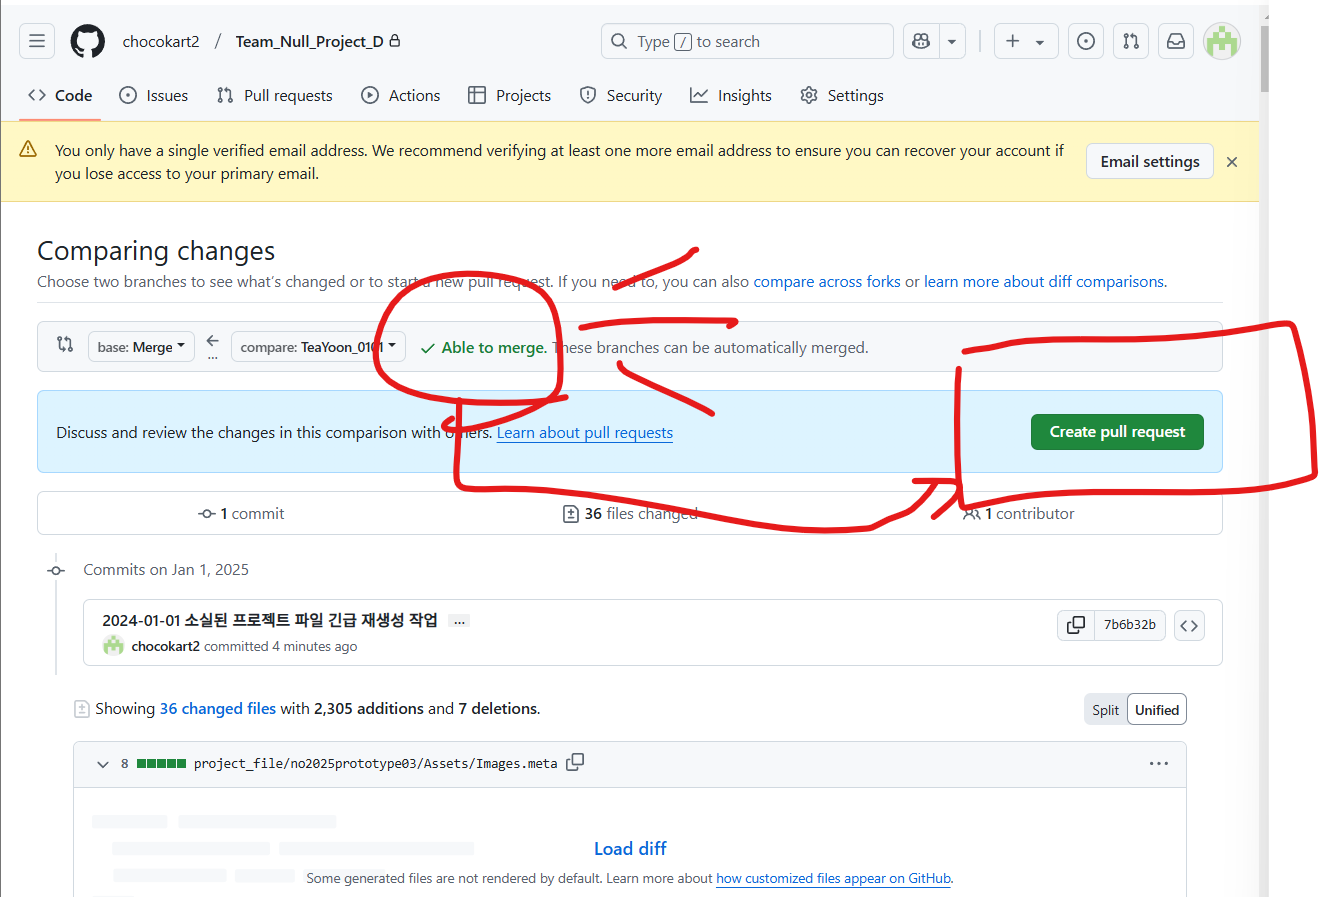 chocokart2 / Team_Null_Project_D
Type / to search
Code Issues Pull requests Actions Projects Security Insights Settings
You only have a single verified email address. We recommend verifying at least one more email address to ensure you can recover your account if
you lose access to your primary email.
Email settings
Comparing changes
Choose two branches to see what's changed or to start a new pull request. If you need to, you can also compare across forks or learn more about diff comparisons.
base: Merge
...
compare: TeaYoon_0101
Able to merge. These branches can be automatically merged.
Discuss and review the changes in this comparison with others. Learn about pull requests
Create pull request
1 commit
36 files changed
1 contributor
Commits on Jan 1, 2025
2024-01-01 소실된 프로젝트 파일 긴급 재생성 작업 ...
chocokart2 committed 4 minutes ago
7b6b32b
Showing 36 changed files with 2,305 additions and 7 deletions.
Split Unified
8 project_file/no2025prototype03/Assets/Images.meta
Load diff
Some generated files are not rendered by default. Learn more about how customized files appear on GitHub.